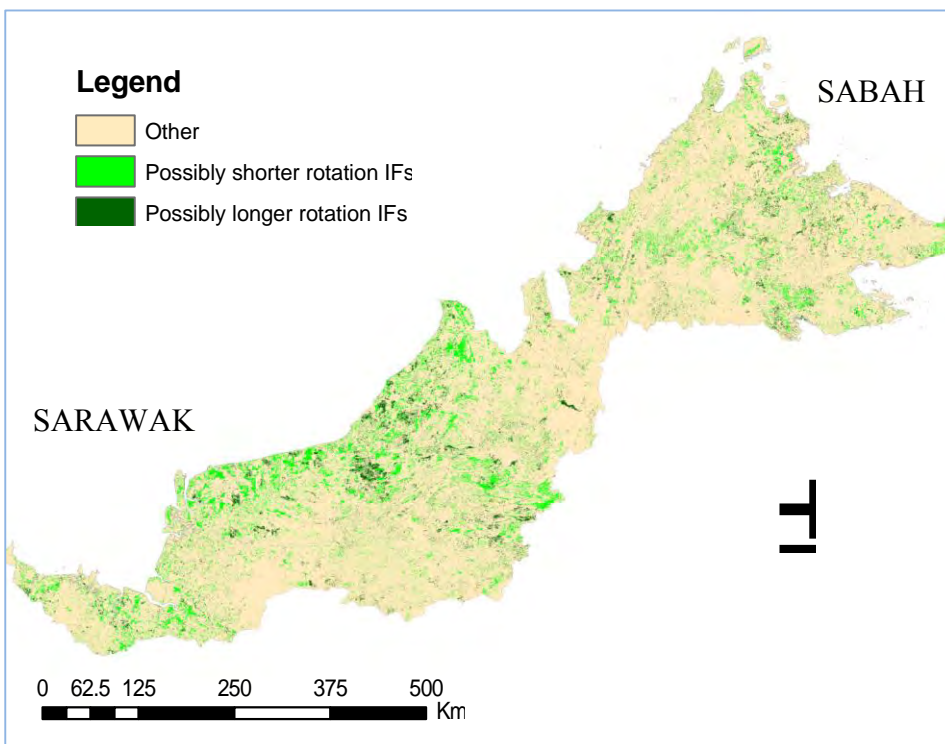 Legend
Other
Possibly shorter rotation IFs
Possibly longer rotation IFs
SABAH
SARAWAK
0 62.5 125 250 375 500
Km